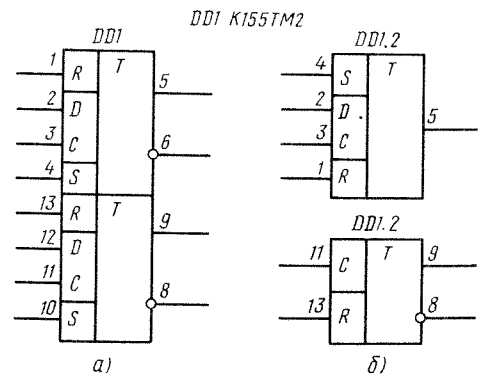 DD1 К155ТМ2
DD1
1 R T 5
2 D
3 C 6
4 S
13 R T 9
12 D
11 C 8
10 S
а)
DD1.2
4 S T
2 D 5
3 C
1 R
DD1.2
11 C T 9
13 R 8
б)